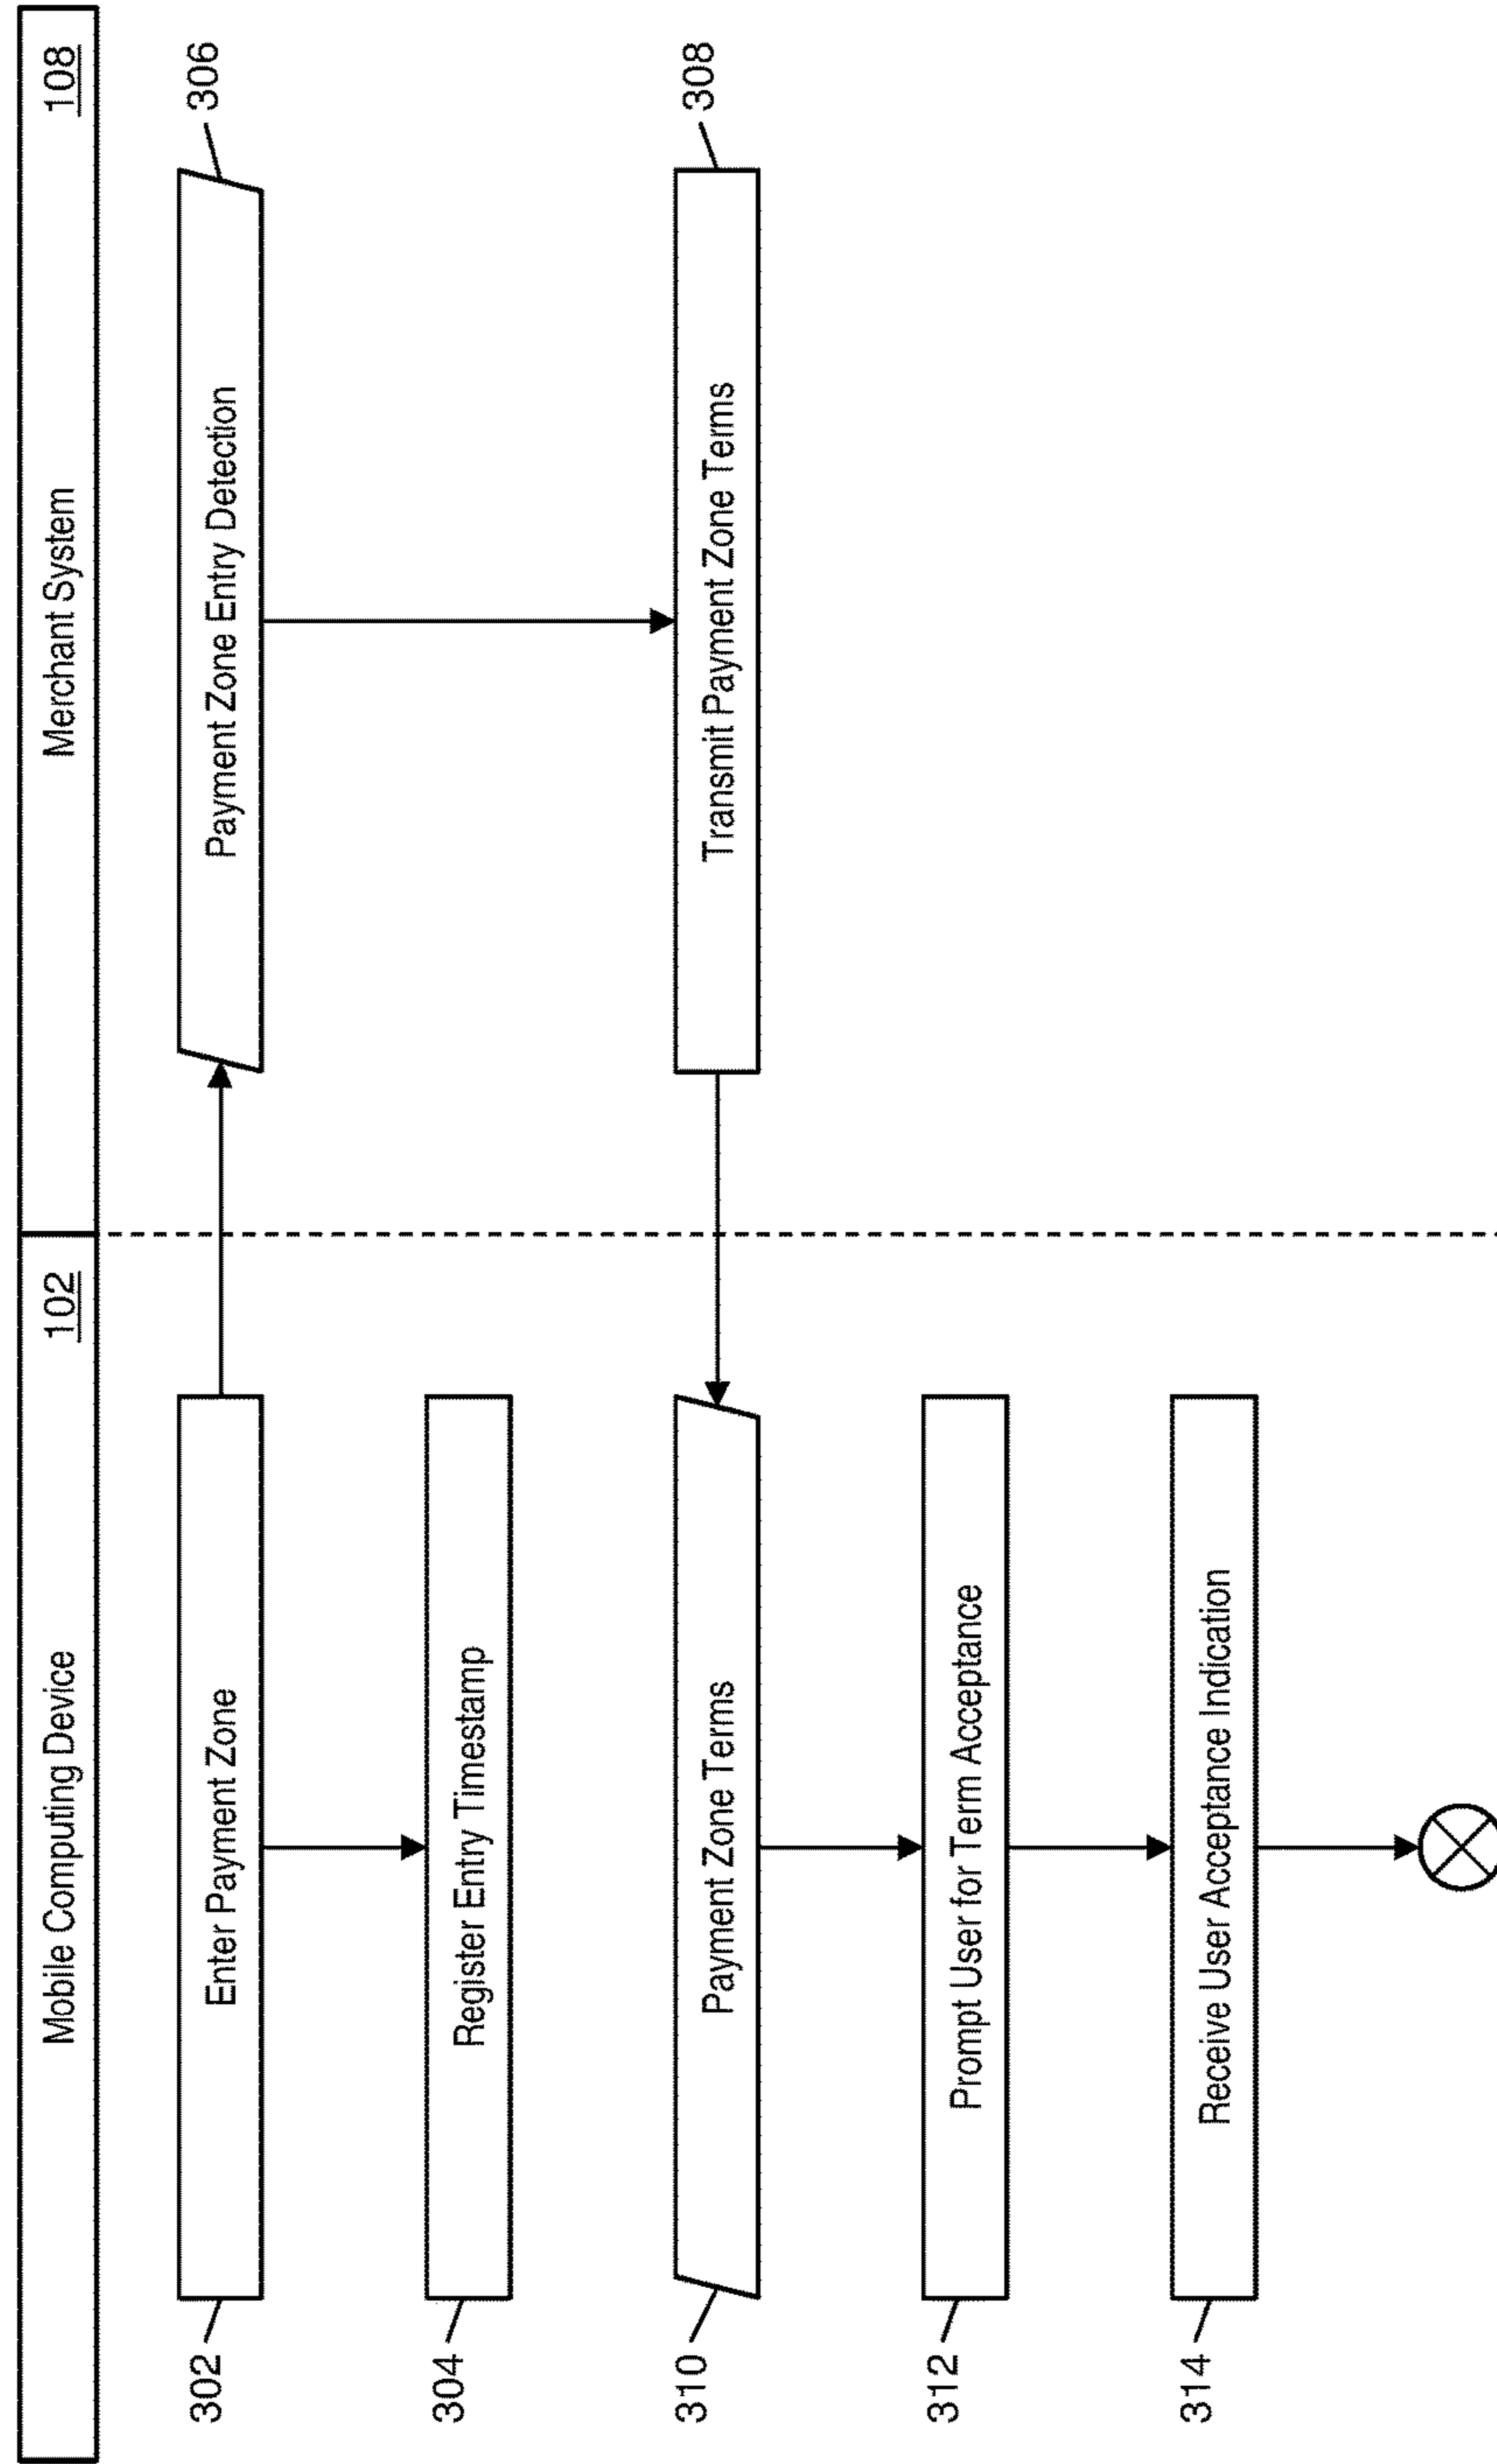 Mobile Computing Device
102
Merchant System
108
302
Enter Payment Zone
Payment Zone Entry Detection
306
304
Register Entry Timestamp
310
Payment Zone Terms
Transmit Payment Zone Terms
308
312
Prompt User for Term Acceptance
314
Receive User Acceptance Indication